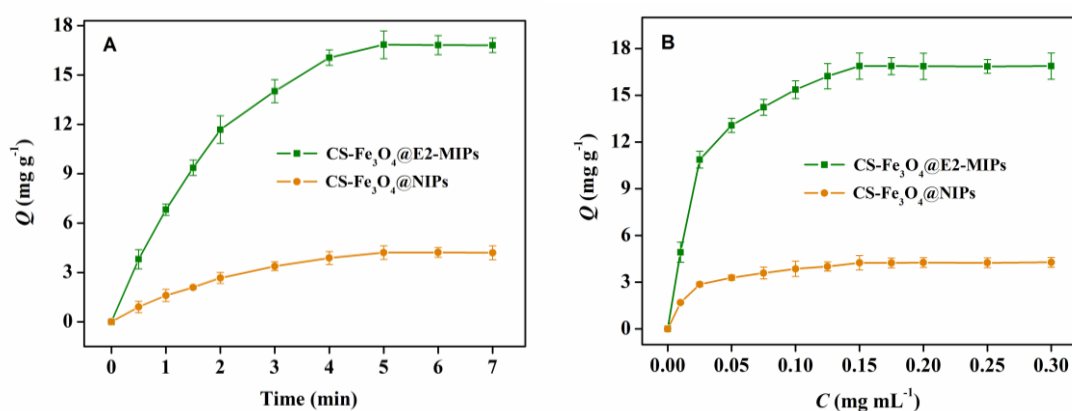 A
18
15
12
9
6
3
0
Q (mg g⁻¹)
CS-Fe₃O₄@E2-MIPs
CS-Fe₃O₄@NIPs
0 1 2 3 4 5 6 7
Time (min)
B
18
15
12
9
6
3
0
Q (mg g⁻¹)
CS-Fe₃O₄@E2-MIPs
CS-Fe₃O₄@NIPs
0.00 0.05 0.10 0.15 0.20 0.25 0.30
C (mg mL⁻¹)